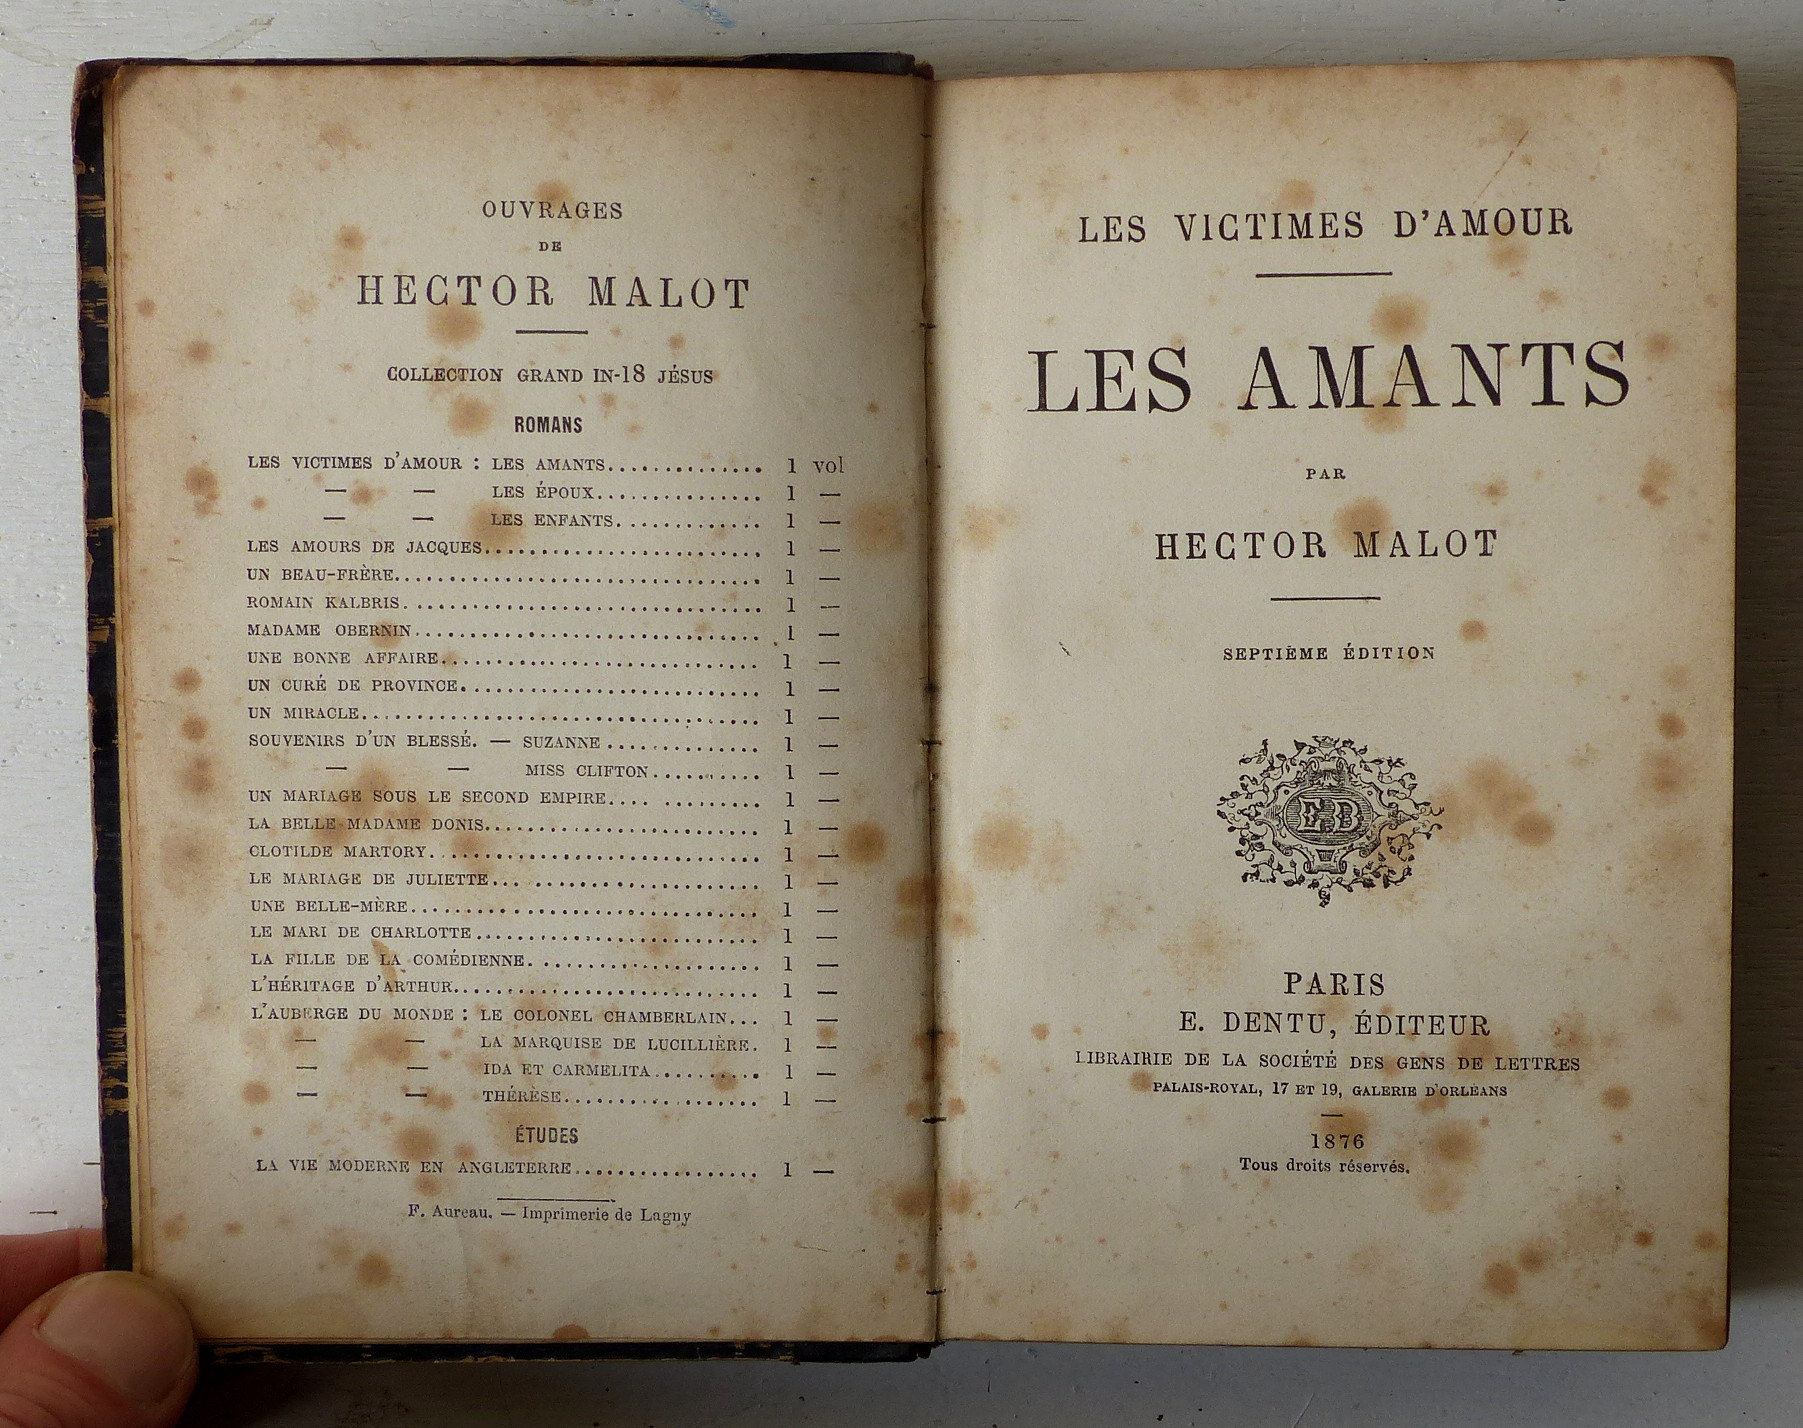 OUVRAGES
DE
HECTOR MALOT
COLLECTION GRAND IN-18 JÉSUS
ROMANS
LES VICTIMES D'AMOUR : LES AMANTS.............. 1 vol
— — LES ÉPOUX............... 1 —
— — LES ENFANTS............. 1 —
LES AMOURS DE JACQUES......................... 1 —
UN BEAU-FRÈRE................................. 1 —
ROMAIN KALBRIS................................ 1 —
MADAME OBERNIN................................ 1 —
UNE BONNE AFFAIRE............................. 1 —
UN CURÉ DE PROVINCE........................... 1 —
UN MIRACLE.................................... 1 —
SOUVENIRS D'UN BLESSÉ. — SUZANNE.............. 1 —
— — MISS CLIFTON.......... 1 —
UN MARIAGE SOUS LE SECOND EMPIRE.... ......... 1 —
LA BELLE MADAME DONIS......................... 1 —
CLOTILDE MARTORY.............................. 1 —
LE MARIAGE DE JULIETTE... .................... 1 —
UNE BELLE-MÈRE................................ 1 —
LE MARI DE CHARLOTTE.......................... 1 —
LA FILLE DE LA COMÉDIENNE..................... 1 —
L'HÉRITAGE D'ARTHUR........................... 1 —
L'AUBERGE DU MONDE : LE COLONEL CHAMBERLAIN... 1 —
— — LA MARQUISE DE LUCILLIÈRE. 1 —
— — IDA ET CARMELITA.......... 1 —
— — THÉRÈSE................... 1 —
ÉTUDES
LA VIE MODERNE EN ANGLETERRE.................. 1 —
F. Aureau. — Imprimerie de Lagny
LES VICTIMES D'AMOUR
LES AMANTS
PAR
HECTOR MALOT
SEPTIÈME ÉDITION
ED
PARIS
E. DENTU, ÉDITEUR
LIBRAIRIE DE LA SOCIÉTÉ DES GENS DE LETTRES
PALAIS-ROYAL, 17 ET 19, GALERIE D'ORLÉANS
1876
Tous droits réservés.